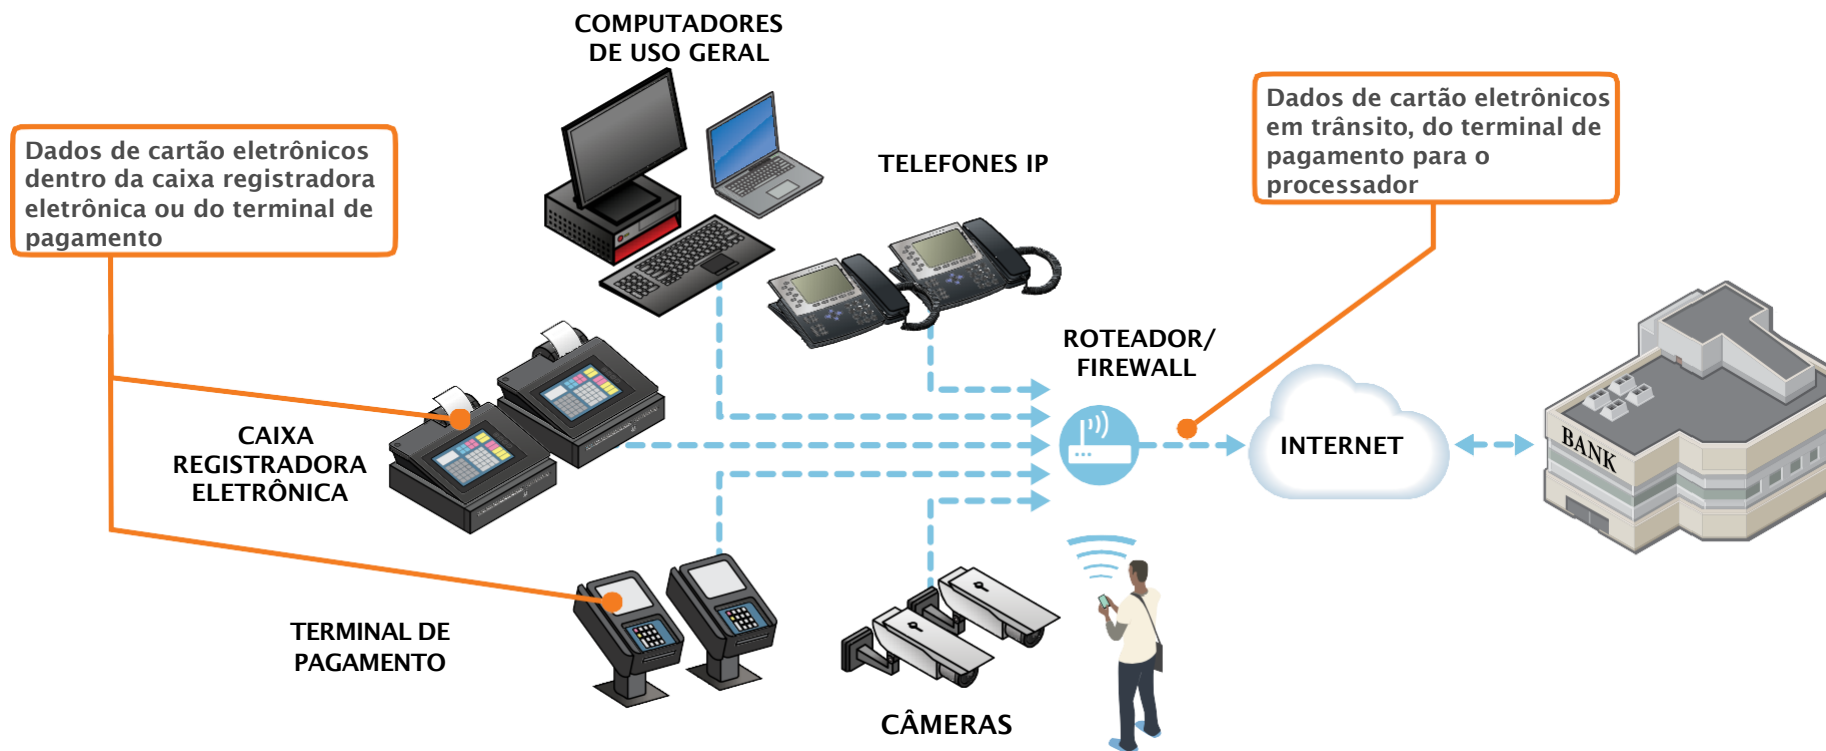 COMPUTADORES
DE USO GERAL
Dados de cartão eletrônicos
em trânsito, do terminal de
pagamento para o
processador
Dados de cartão eletrônicos
dentro da caixa registradora
eletrônica ou do terminal de
pagamento
TELEFONES IP
ROTEADOR/
FIREWALL
CAIXA
REGISTRADORA
ELETRÔNICA
INTERNET
BANK
TERMINAL DE
PAGAMENTO
CÂMERAS